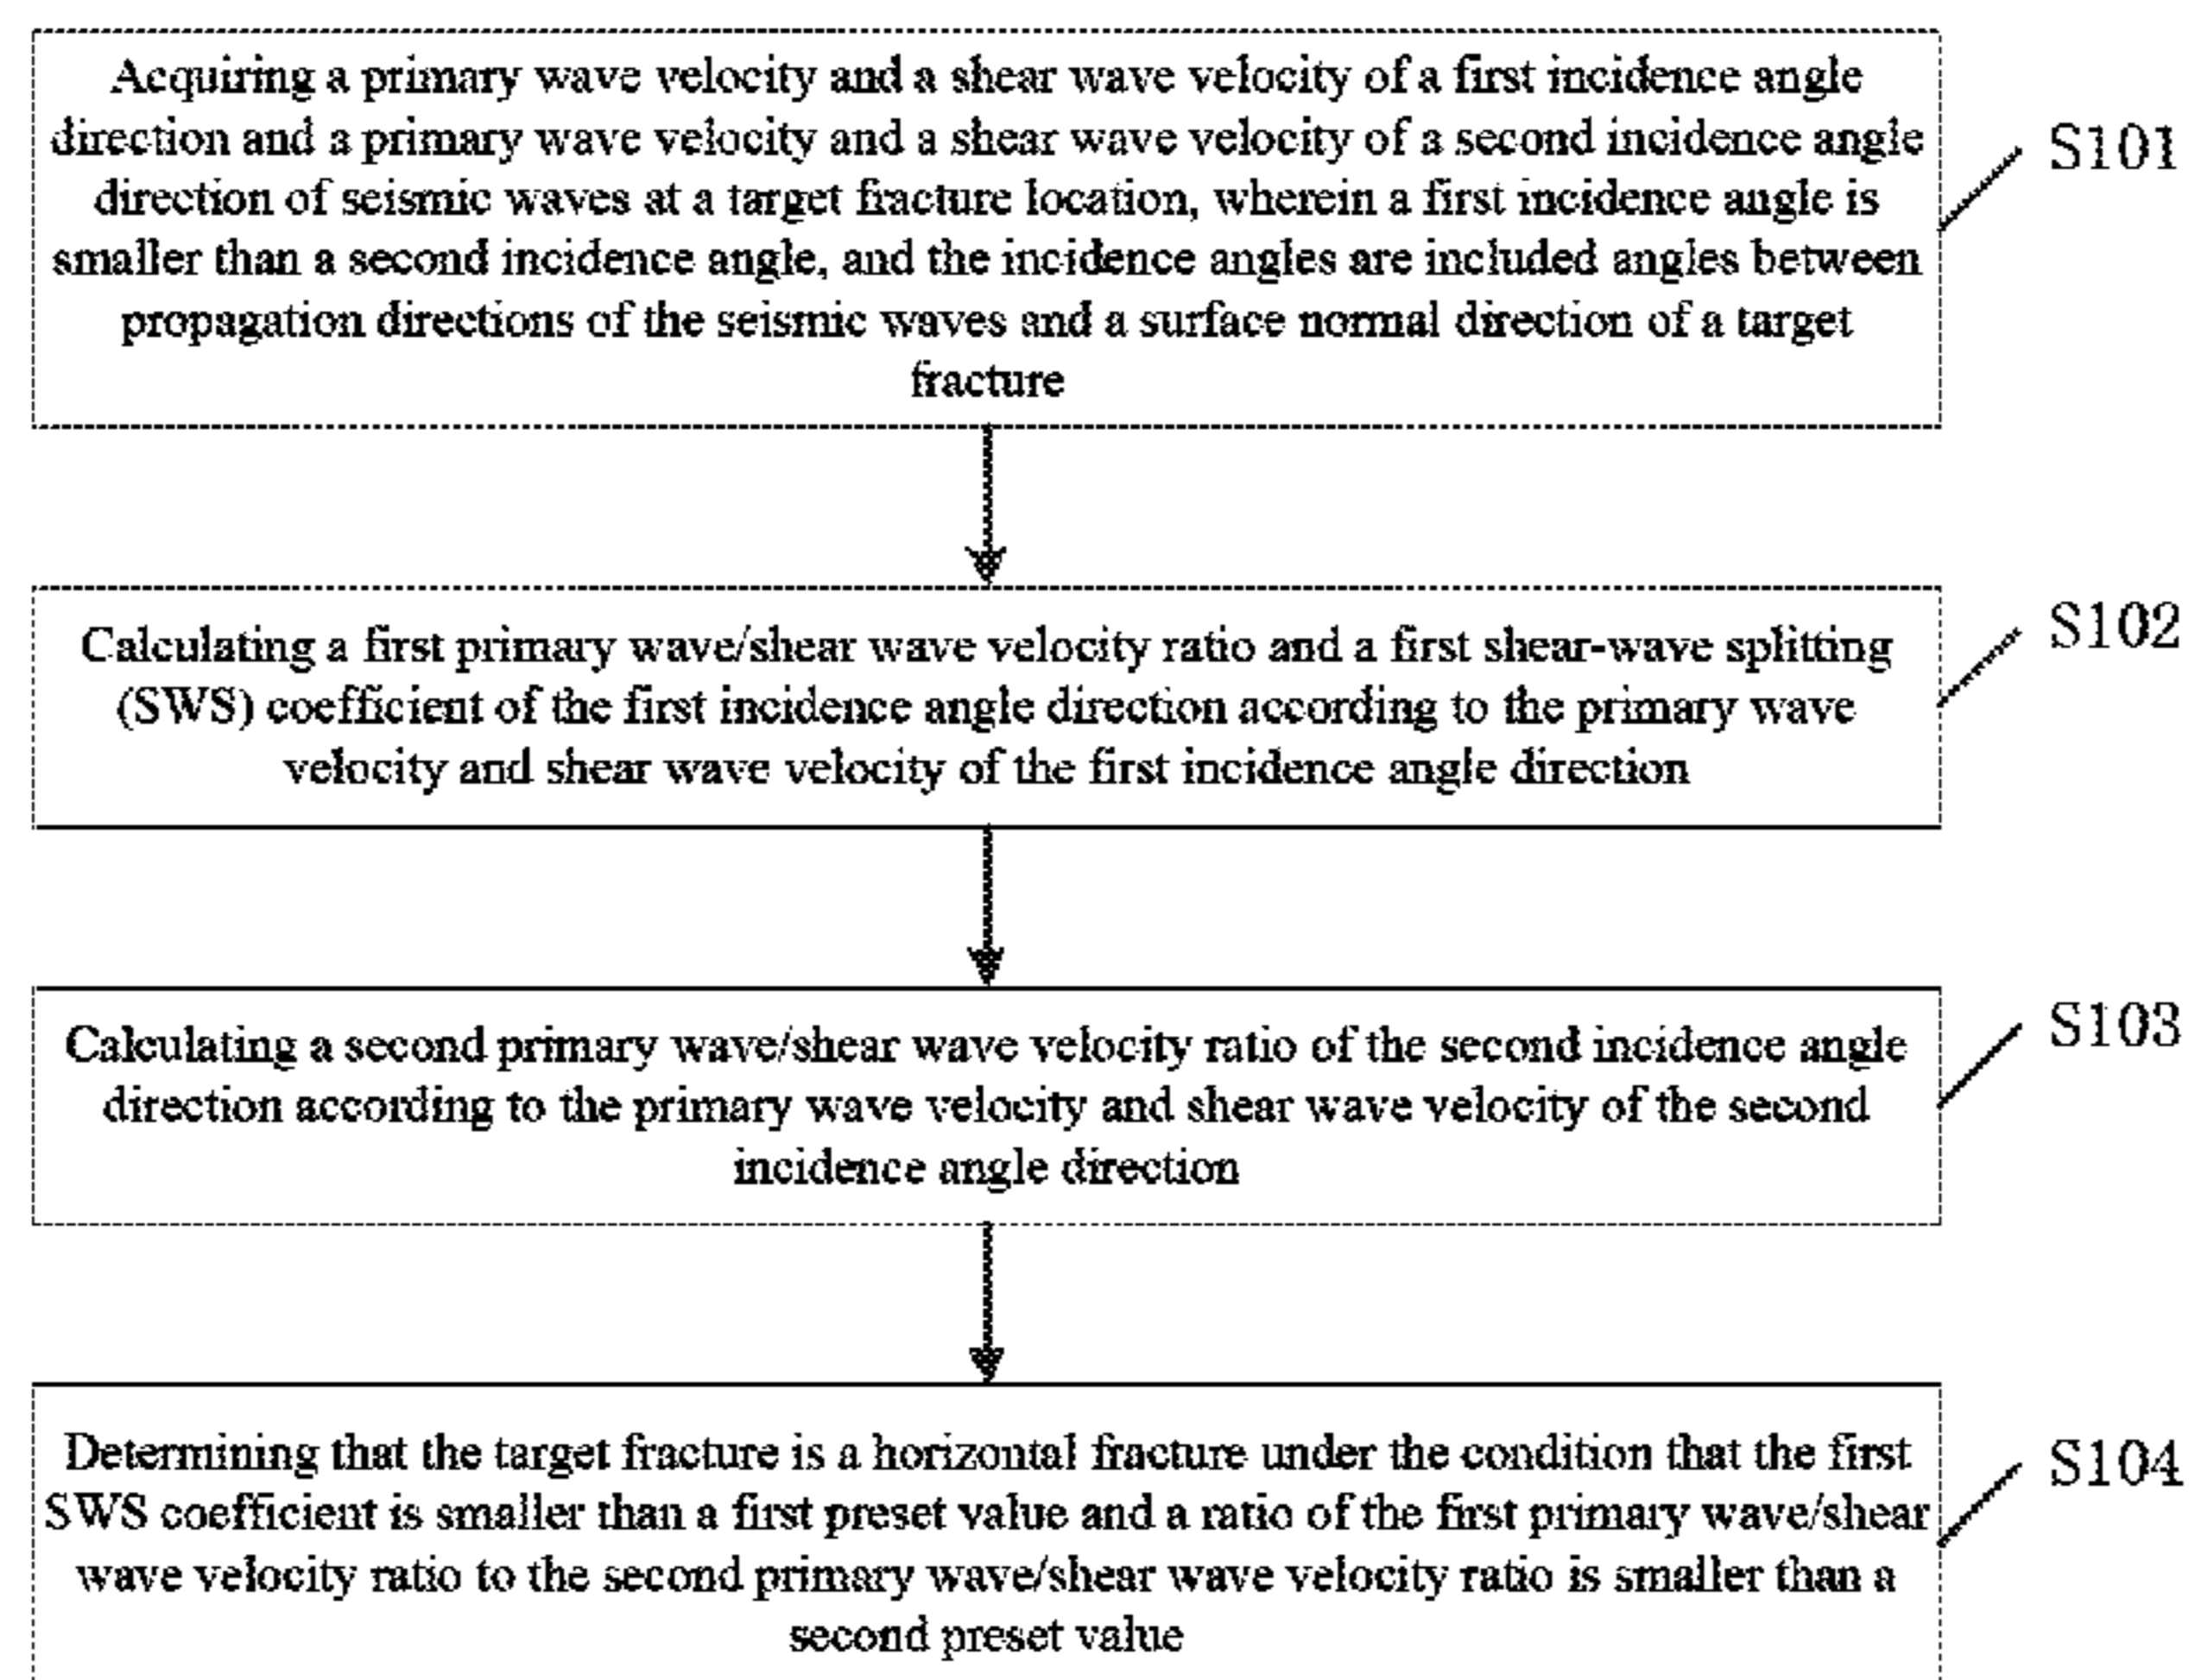 Acquiring a primary wave velocity and a shear wave velocity of a first incidence angle
direction and a primary wave velocity and a shear wave velocity of a second incidence angle
direction of seismic waves at a target fracture location, wherein a first incidence angle is
smaller than a second incidence angle, and the incidence angles are included angles between
propagation directions of the seismic waves and a surface normal direction of a target
fracture
S101
Calculating a first primary wave/shear wave velocity ratio and a first shear-wave splitting
(SWS) coefficient of the first incidence angle direction according to the primary wave
velocity and shear wave velocity of the first incidence angle direction
S102
Calculating a second primary wave/shear wave velocity ratio of the second incidence angle
direction according to the primary wave velocity and shear wave velocity of the second
incidence angle direction
S103
Determining that the target fracture is a horizontal fracture under the condition that the first
SWS coefficient is smaller than a first preset value and a ratio of the first primary wave/shear
wave velocity ratio to the second primary wave/shear wave velocity ratio is smaller than a
second preset value
S104